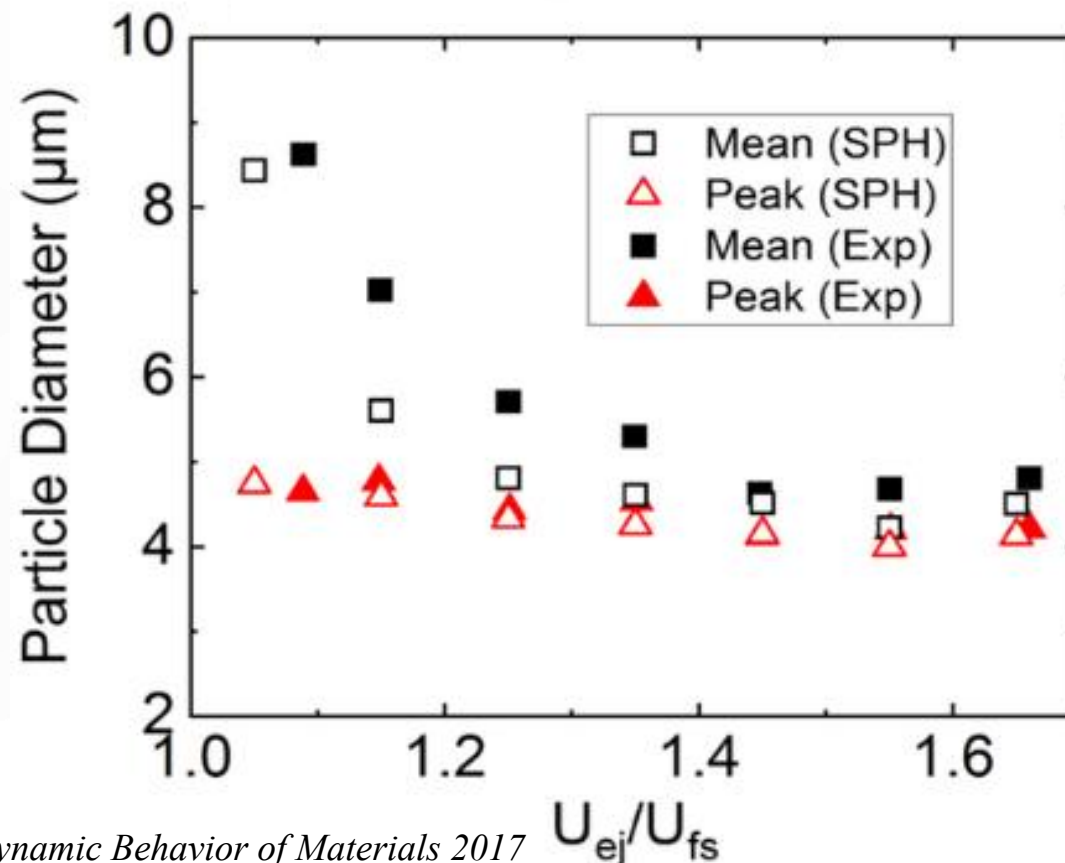 10
8
6
4
2
Particle Diameter (μm)
Mean (SPH)
Peak (SPH)
Mean (Exp)
Peak (Exp)
1.0 1.2 1.4 1.6
Uej/Ufs
Behavior of Materials 2017